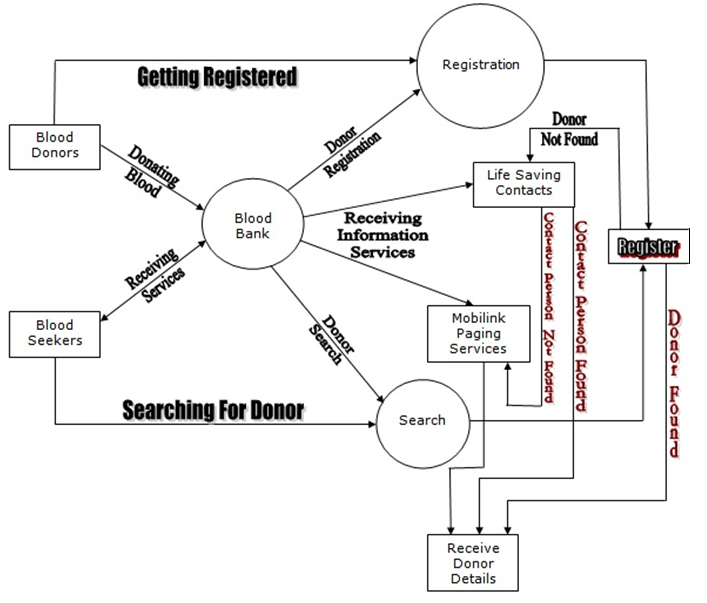 Registration
Getting Registered
Blood
Donors
Donor
Registration
Donor
Not Found
Donating
Blood
Life Saving
Contacts
Blood
Bank
Receiving
Information
Services
Register
Receiving
Services
Contact Person Not Found
Contact Person Found
Blood
Seekers
Mobilink
Paging
Services
Donor
Search
Donor Found
Searching For Donor
Search
Receive
Donor
Details